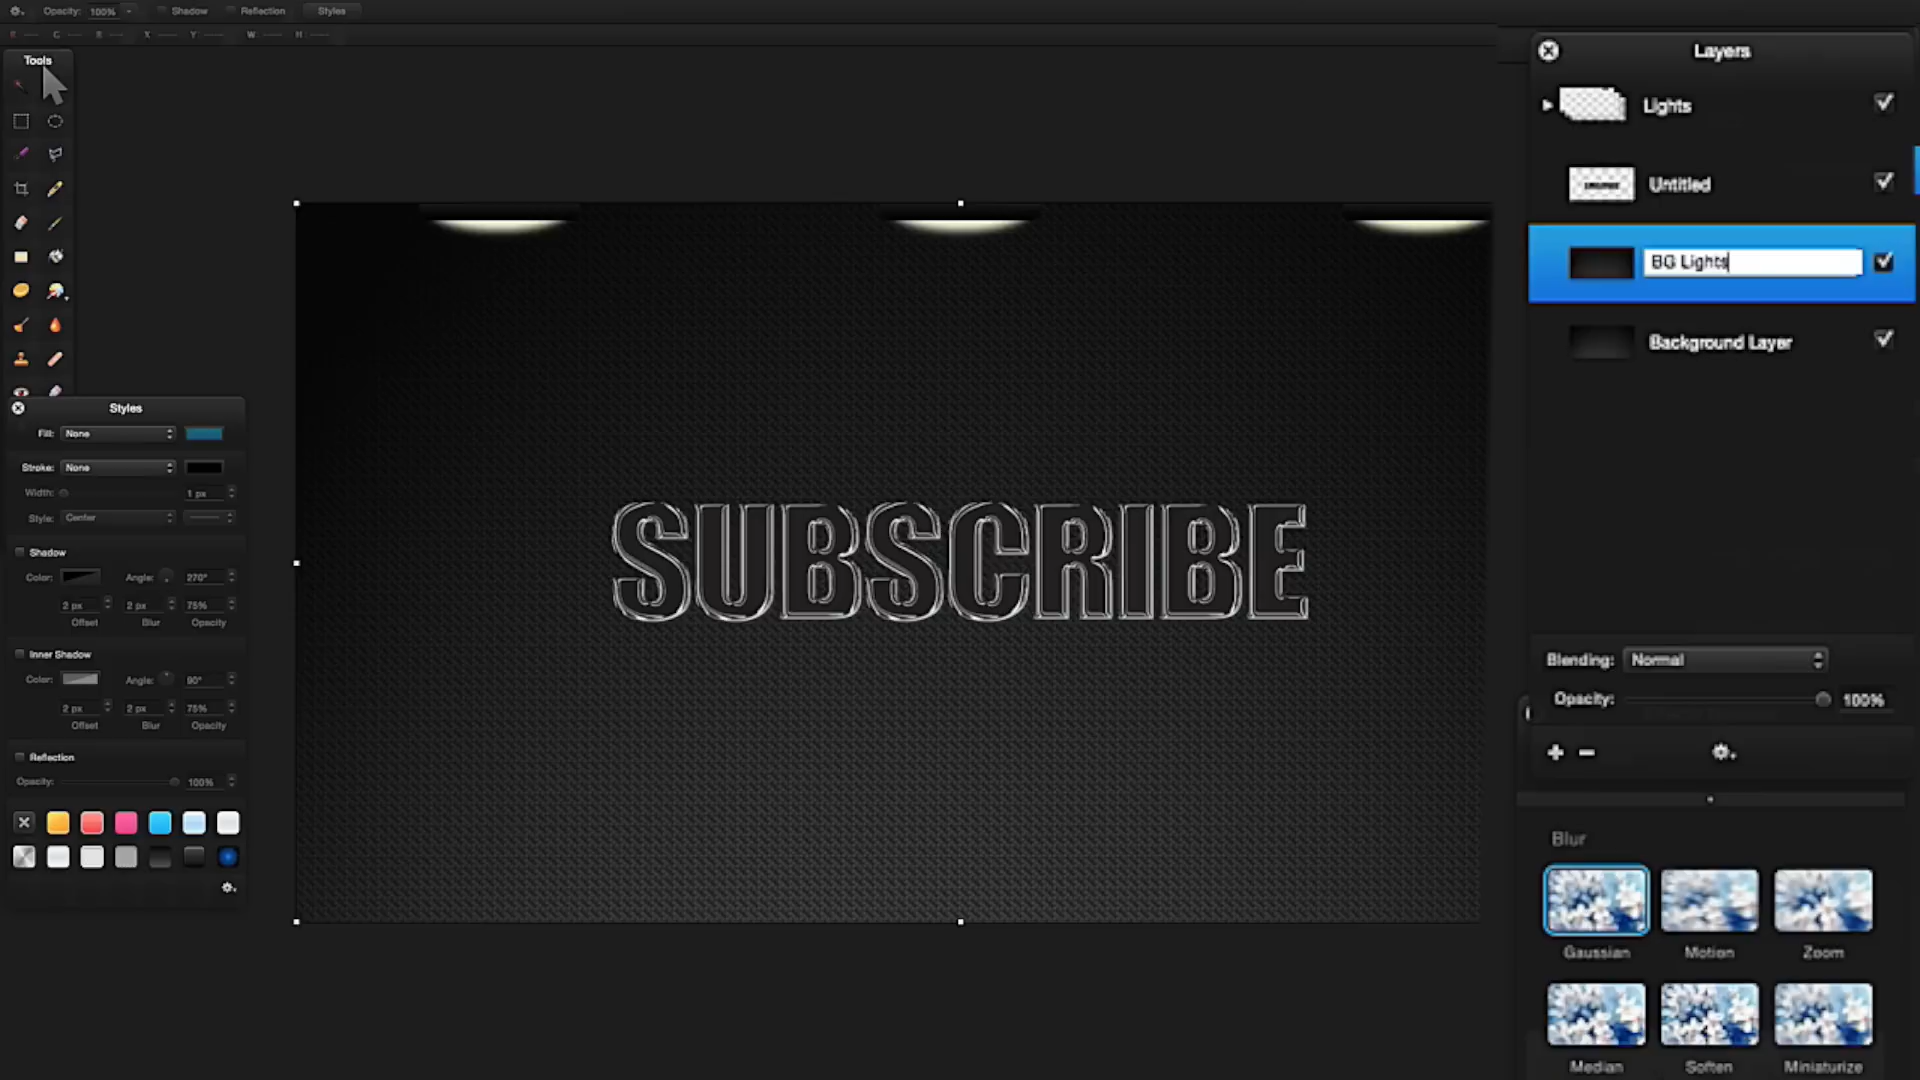 Opacity: 100% Shadow Reflection Styles
R G B X Y W: H:
Tools
Layers
Lights
Untitled
BG Lights
Background Layer
SUBSCRIBE
Styles
Fill: None
Stroke: None
Width: 1 px
Style: Center
Shadow
Color: Angle: 270°
2 px 2 px 75%
Offset Blur Opacity
Inner Shadow
Color: Angle: 90°
2 px 2 px 75%
Offset Blur Opacity
Reflection
Opacity: 100%
Blending: Normal
Opacity: 100%
Blur
Gaussian Motion Zoom
Median Soften Miniaturize